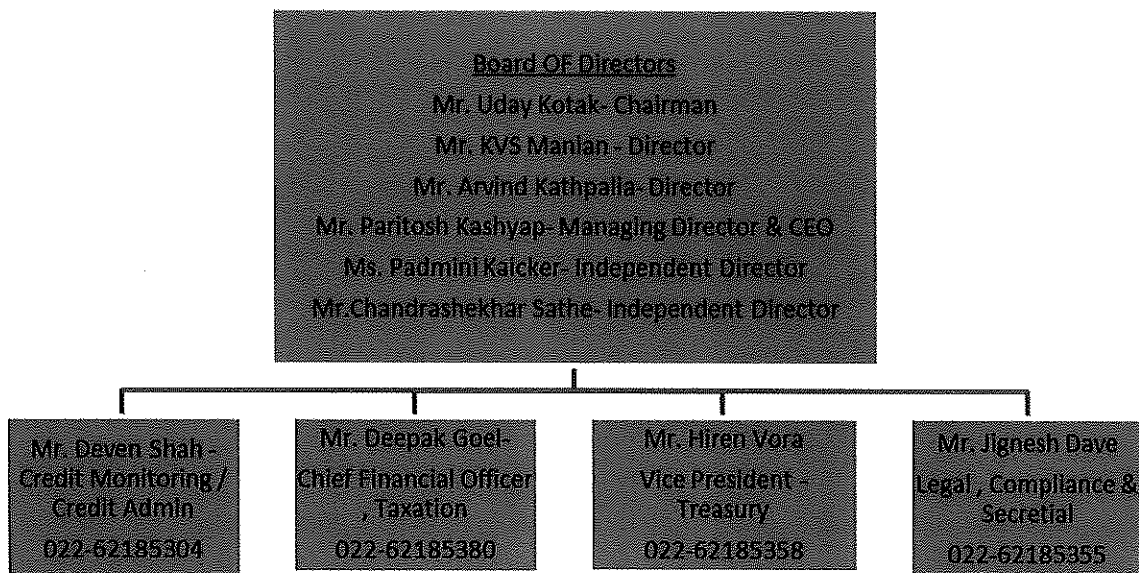 Board OF Directors
Mr. Uday Kotak- Chairman
Mr. KVS Manian - Director
Mr. Arvind Kathpalia- Director
Mr. Paritosh Kashyap- Managing Director & CEO
Ms. Padmini Kaicker- Independent Director
Mr.Chandrashekhar Sathe- Independent Director
Mr. Deven Shah -
Credit Monitoring /
Credit Admin
022-62185304
Mr. Deepak Goel-
Chief Financial Officer
, Taxation
022-62185380
Mr. Hiren Vora
Vice President -
Treasury
022-62185358
Mr. Jignesh Dave
Legal , Compliance &
Secretial
022-62185355